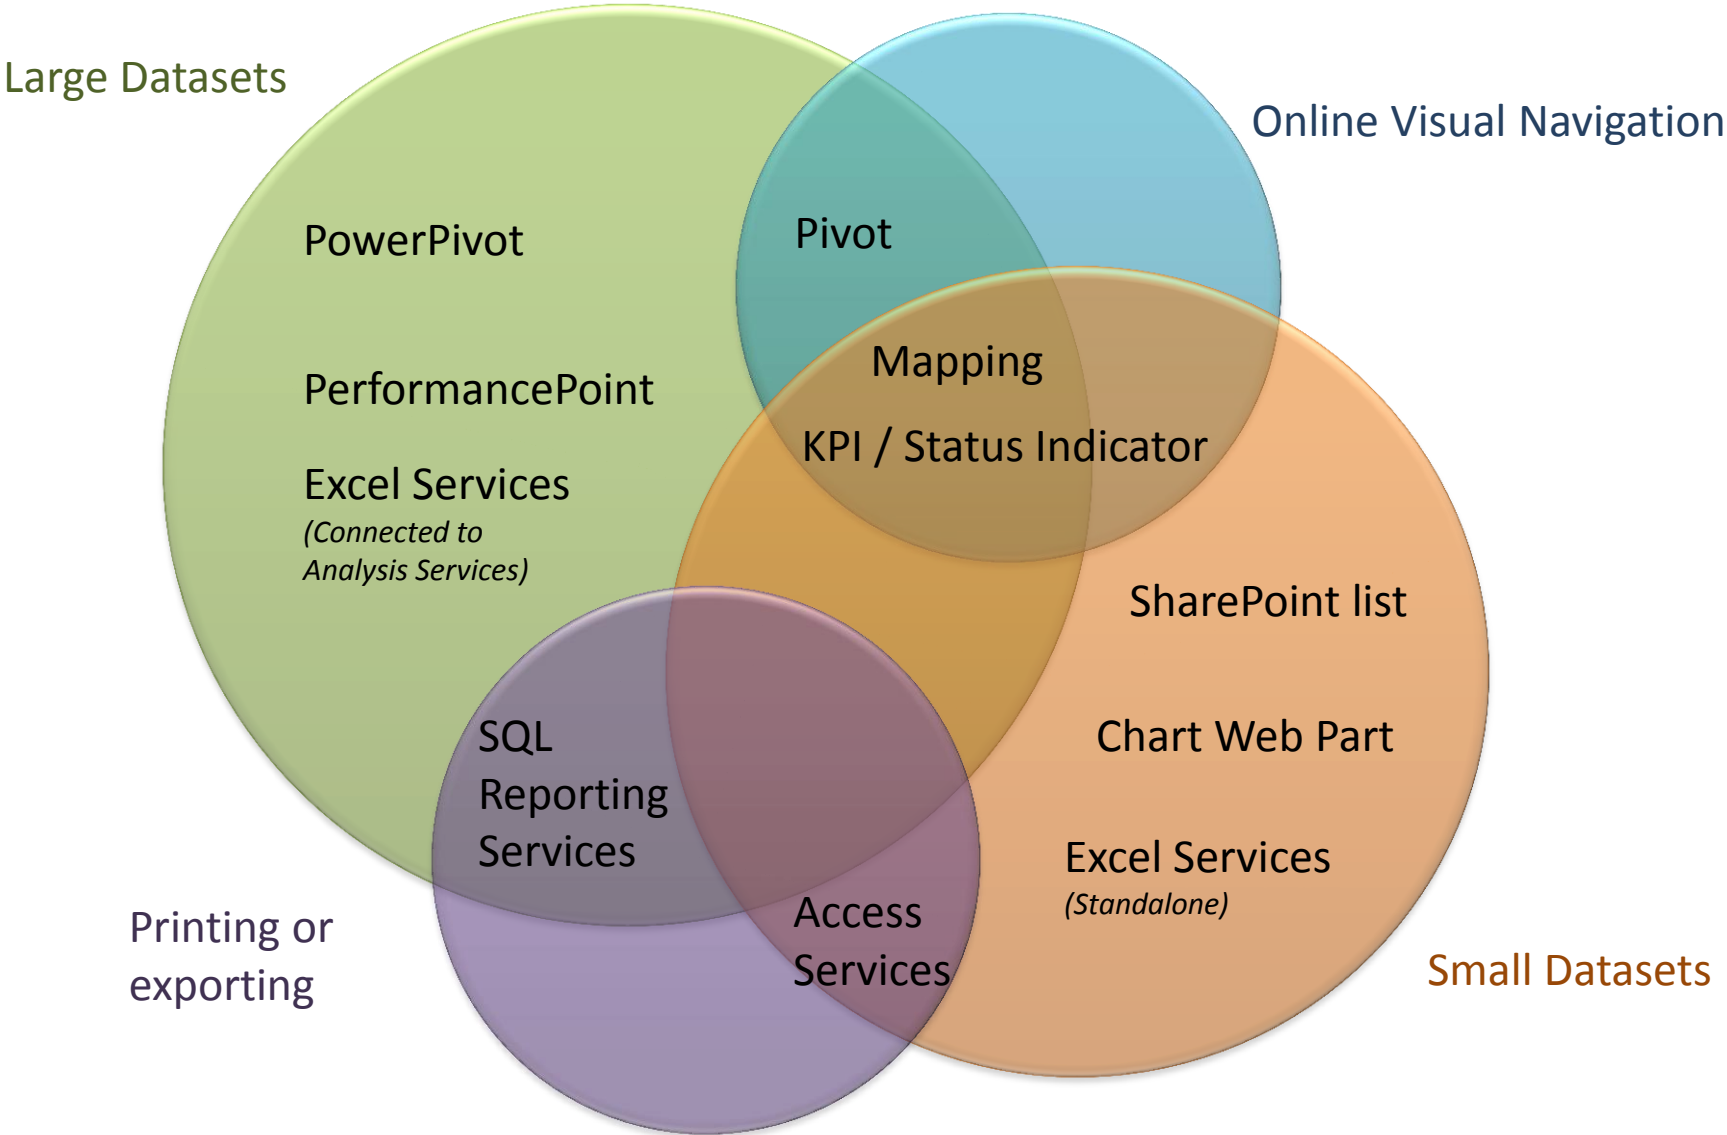 Large Datasets
Online Visual Navigation
PowerPivot
Pivot
Mapping
PerformancePoint
KPI / Status Indicator
Excel Services
(Connected to
Analysis Services)
SharePoint list
SQL
Reporting
Services
Chart Web Part
Excel Services
(Standalone)
Access
Services
Printing or
exporting
Small Datasets